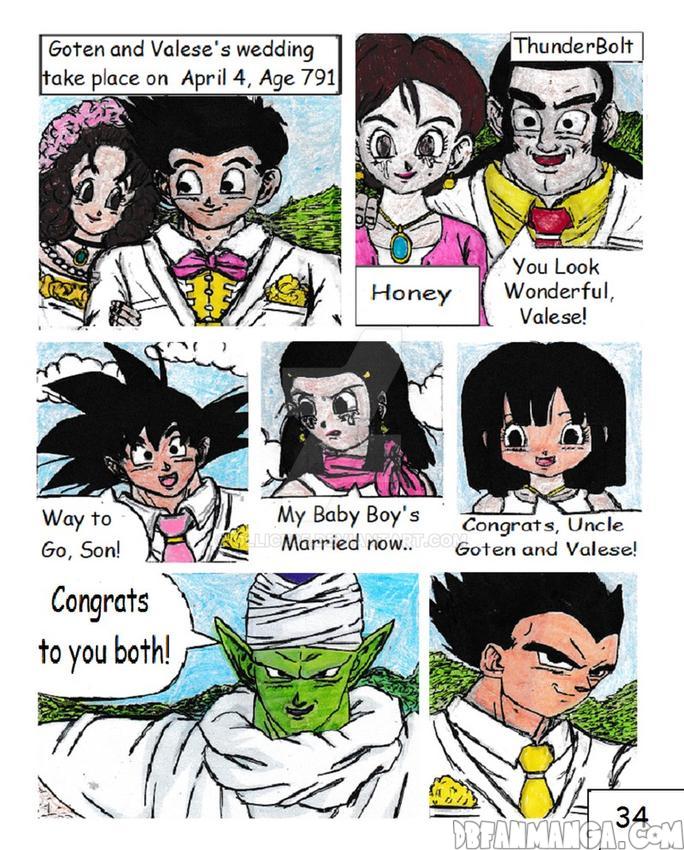 Goten and Valese's wedding
take place on April 4, Age 791
ThunderBolt
Honey
You Look
Wonderful,
Valese!
Way to
Go, Son!
My Baby Boy's
Married now..
Congrats, Uncle
Goten and Valese!
Congrats
to you both!
34
DBFANMANGA.COM